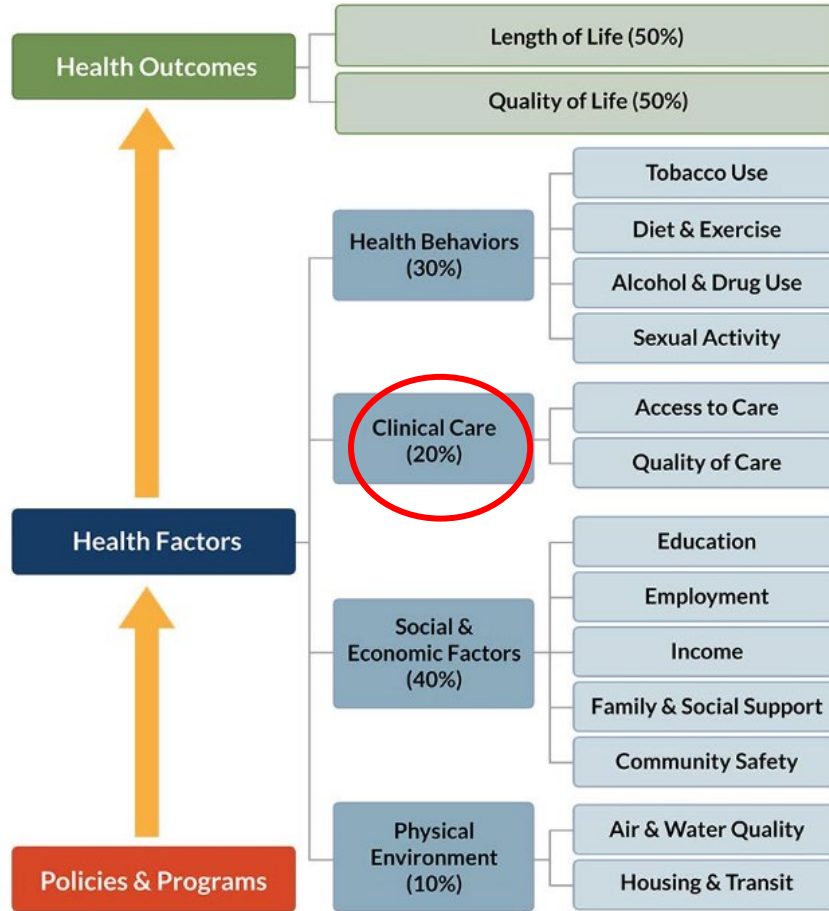 Health Outcomes
Length of Life (50%)
Quality of Life (50%)
Health Factors
Health Behaviors
(30%)
Tobacco Use
Diet & Exercise
Alcohol & Drug Use
Sexual Activity
Clinical Care
(20%)
Access to Care
Quality of Care
Social &
Economic Factors
(40%)
Education
Employment
Income
Family & Social Support
Community Safety
Physical
Environment
(10%)
Air & Water Quality
Housing & Transit
Policies & Programs